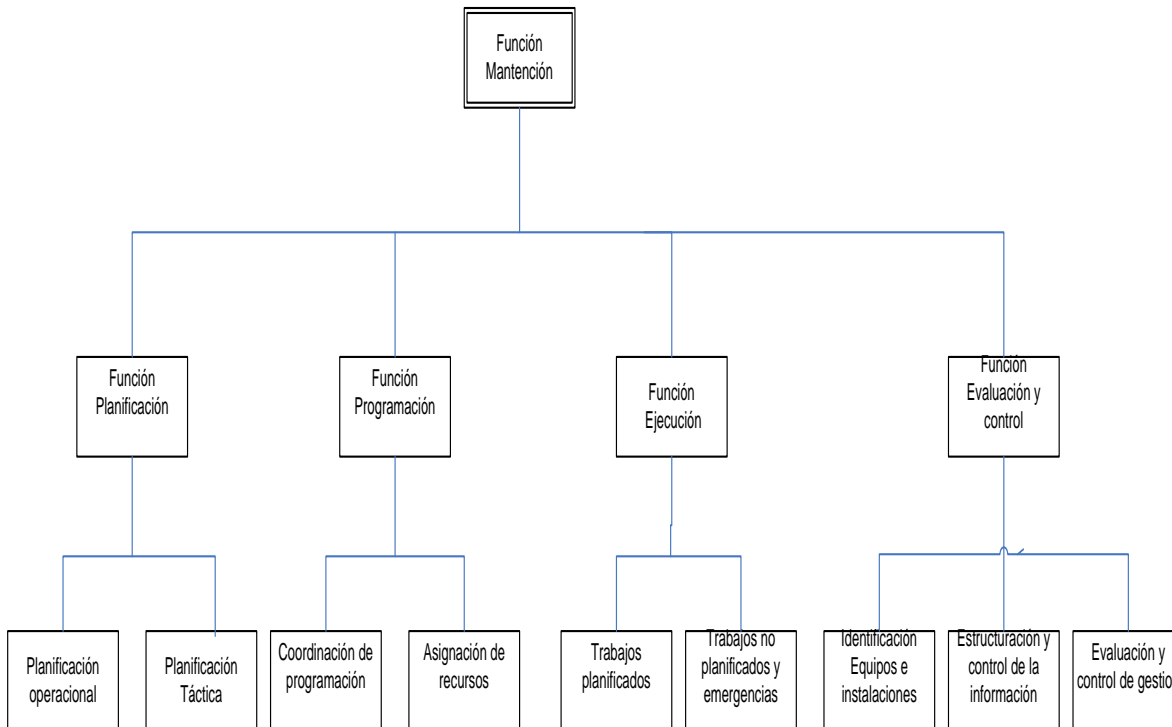 Función
Mantención
Función
Planificación
Función
Programación
Función
Ejecución
Función
Evaluación y
control
Planificación
operacional
Planificación
Táctica
Coordinación de
programación
Asignación de
recursos
Trabajos
planificados
Trabajos no
planificados y
emergencias
Identificación
Equipos e
instalaciones
Estructuración y
control de la
información
Evaluación y
control de gestio